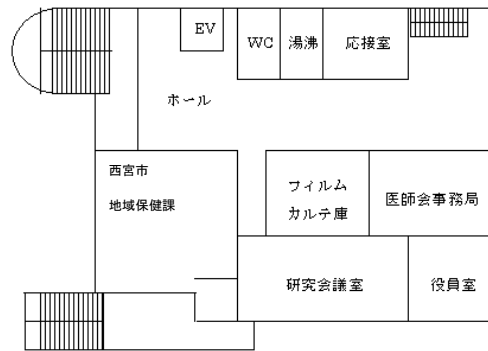 EV
WC
湯沸
応接室
ホール
西宮市
地域保健課
フィルム
カルテ庫
医師会事務局
研究会議室
役員室